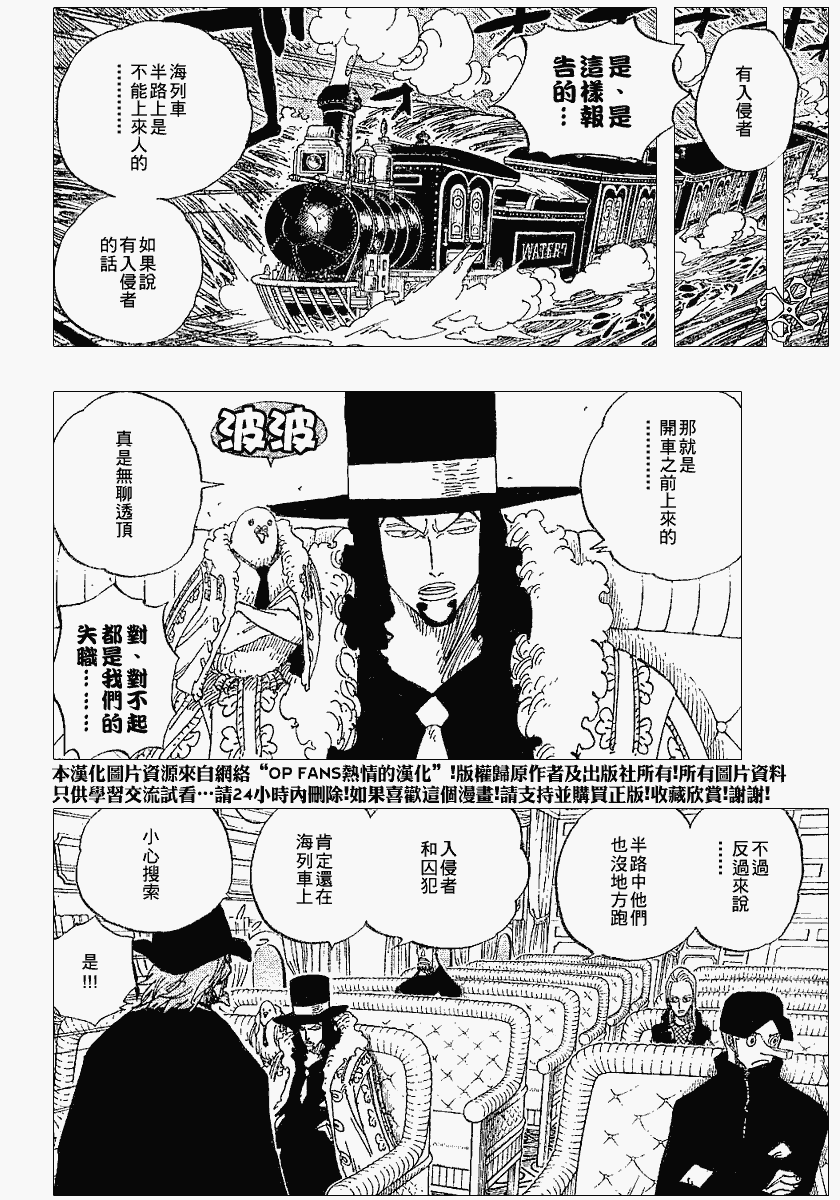 有入侵者
是、是
這樣報
告的…
海列車
半路上是
不能上來人的
…………
如果說
有入侵者
的話
WATER7
那就是
開車之前上來的
…………
波波
真是無聊透頂
對、對不起
都是我們的
失職………
本漢化圖片資源來自網絡“OP FANS熱情的漢化”!版權歸原作者及出版社所有!所有圖片資料
只供學習交流試看…請24小時內刪除!如果喜歡這個漫畫!請支持並購買正版!收藏欣賞!謝謝!
不過
反過來說
……
半路中他們
也沒地方跑
入侵者
和囚犯
肯定還在
海列車上
小心搜索
是!!!